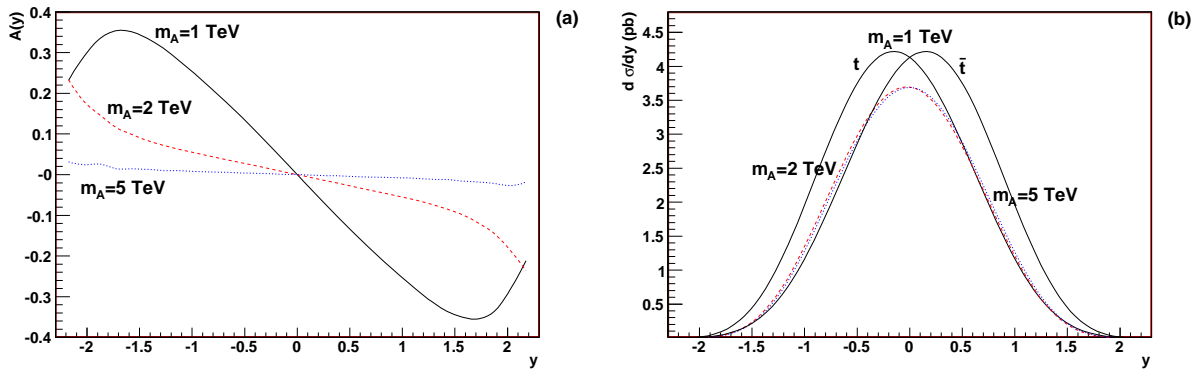 A(y)
0.4
0.3
0.2
0.1
-0
-0.1
-0.2
-0.3
-0.4
-2
-1.5
-1
-0.5
0
0.5
1
1.5
2
y
m_A=1 TeV
m_A=2 TeV
m_A=5 TeV
(a)
d σ/dy (pb)
4.5
4
3.5
3
2.5
2
1.5
1
0.5
-2
-1.5
-1
-0.5
0
0.5
1
1.5
2
y
m_A=1 TeV
t
t̄
m_A=2 TeV
m_A=5 TeV
(b)